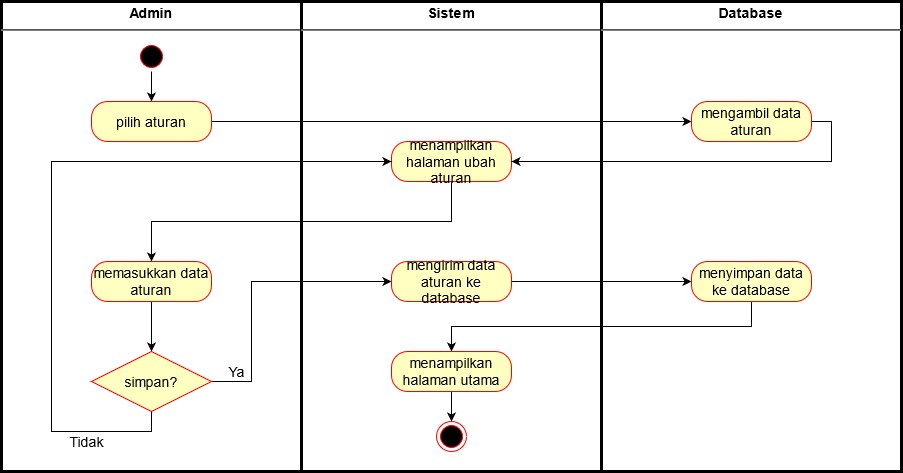 Admin
Sistem
Database
pilih aturan
mengambil data
aturan
menampilkan
halaman ubah
aturan
memasukkan data
aturan
mengirim data
aturan ke
database
menyimpan data
ke database
simpan?
Ya
menampilkan
halaman utama
Tidak